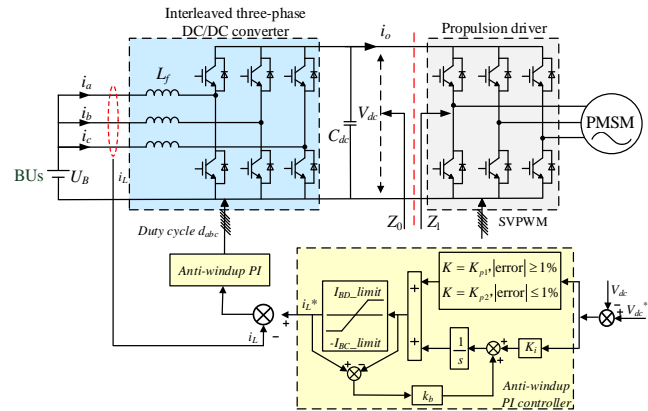 Interleaved three-phase
DC/DC converter
Propulsion driver
i_o
L_f
i_a
i_b
i_c
i_L
V_dc
C_dc
PMSM
BUs
U_B
Z_0
Z_1
SVPWM
Duty cycle d_abc
Anti-windup PI
K = K_p1, |error| ≥ 1%
K = K_p2, |error| ≤ 1%
I_BD_limit
-I_BC_limit
i_L*
+
-
i_L
+
+
V_dc
-
+
V_dc*
1
s
+
+
K_i
+
-
k_b
Anti-windup
PI controller